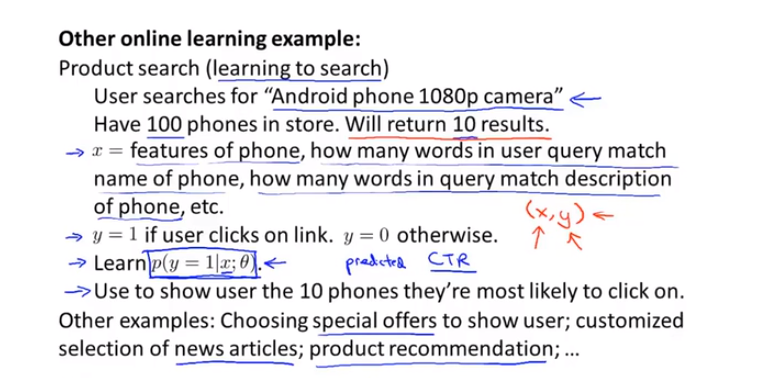 Other online learning example:
Product search (learning to search)
User searches for “Android phone 1080p camera”
Have 100 phones in store. Will return 10 results.
x = features of phone, how many words in user query match
name of phone, how many words in query match description
of phone, etc.
(x, y)
y = 1 if user clicks on link. y = 0 otherwise.
Learn p(y = 1|x; θ). predicted CTR
Use to show user the 10 phones they’re most likely to click on.
Other examples: Choosing special offers to show user; customized
selection of news articles; product recommendation; …